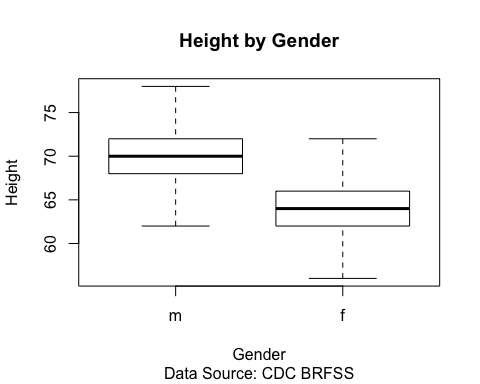 Height by Gender
Height
75
70
65
60
m
f
Gender
Data Source: CDC BRFSS